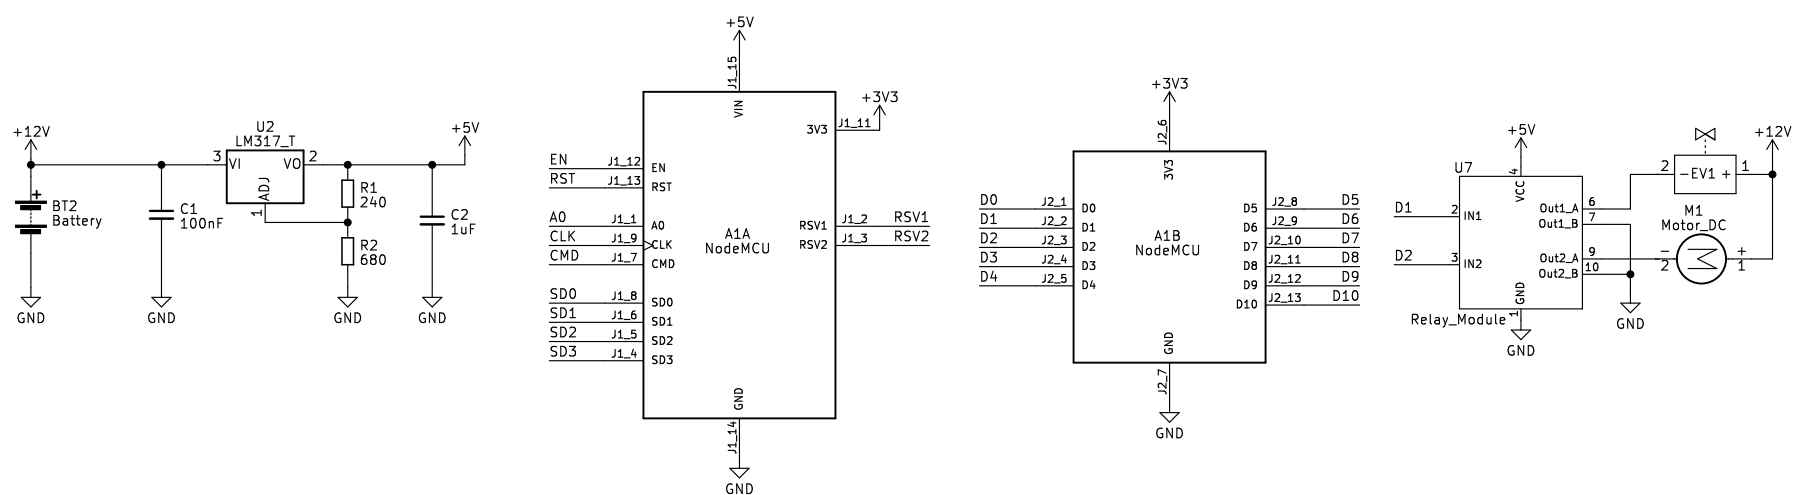 +12V
BT2
Battery
GND
C1
100nF
GND
U2
LM317_T
3 VI VO 2
ADJ
1
R1
240
R2
680
GND
+5V
C2
1uF
GND
+5V
J1_15
VIN
+3V3
3V3 J1_11
EN J1_12 EN
RST J1_13 RST
A0 J1_1 A0
CLK J1_9 CLK
CMD J1_7 CMD
SD0 J1_8 SD0
SD1 J1_6 SD1
SD2 J1_5 SD2
SD3 J1_4 SD3
A1A
NodeMCU
RSV1 J1_2 RSV1
RSV2 J1_3 RSV2
GND
J1_14
GND
+3V3
J2_6
3V3
D0 J2_1 D0
D1 J2_2 D1
D2 J2_3 D2
D3 J2_4 D3
D4 J2_5 D4
A1B
NodeMCU
D5 J2_8 D5
D6 J2_9 D6
D7 J2_10 D7
D8 J2_11 D8
D9 J2_12 D9
D10 J2_13 D10
GND
J2_7
GND
+5V
U7
4
VCC
D1 2 IN1
D2 3 IN2
Out1_A 6
Out1_B 7
Out2_A 9
Out2_B 10
GND
1
Relay_Module
GND
GND
2 - EV1 + 1
+12V
M1
Motor_DC
- +
2 1